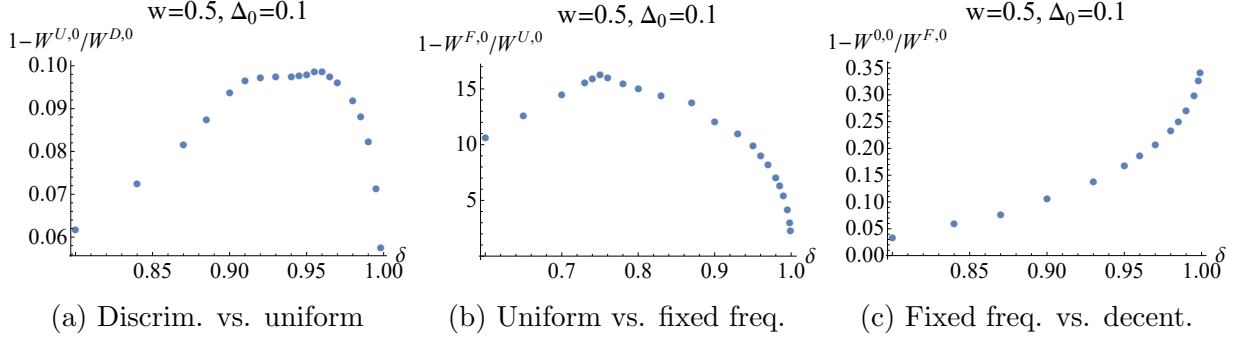 w=0.5, Δ₀=0.1
1−W^{U,0}/W^{D,0}
0.10
0.09
0.08
0.07
0.06
0.85 0.90 0.95 1.00
δ
(a) Discrim. vs. uniform
w=0.5, Δ₀=0.1
1−W^{F,0}/W^{U,0}
15
10
5
0.7 0.8 0.9 1.0
δ
(b) Uniform vs. fixed freq.
w=0.5, Δ₀=0.1
1−W^{0,0}/W^{F,0}
0.35
0.30
0.25
0.20
0.15
0.10
0.05
0.00
0.85 0.90 0.95 1.00
δ
(c) Fixed freq. vs. decent.